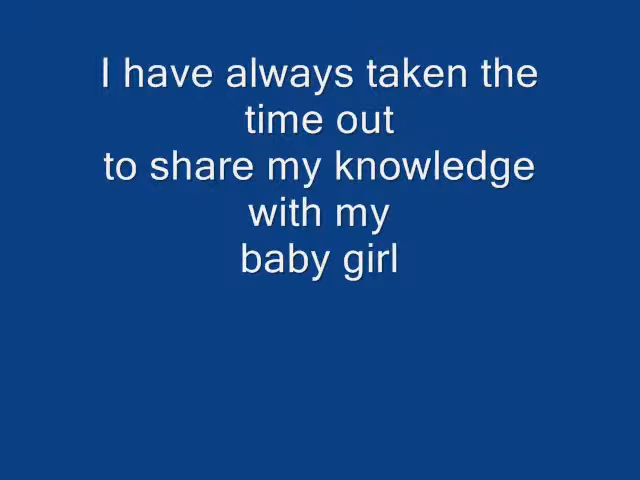 I have always taken the
time out
to share my knowledge
with my
baby girl